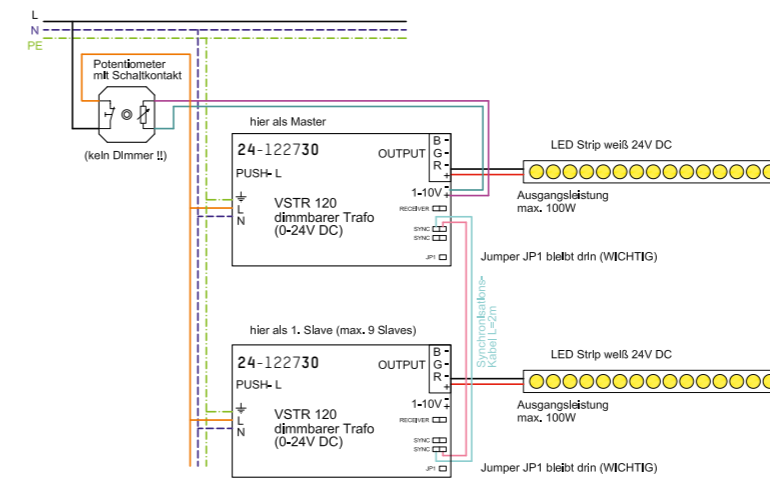 L
N
PE
Potentiometer
mit Schaltkontakt
(kein Dimmer !!)
hier als Master
24-122730
PUSH- L
L
N
VSTR 120
dimmbarer Trafo
(0-24V DC)
OUTPUT
B -
G -
R -
+
1-10V -
+
RECEIVER
SYNC
SYNC
JP1
LED Strip weiß 24V DC
Ausgangsleistung
max. 100W
Jumper JP1 bleibt drin (WICHTIG)
Synchronisations-
Kabel L=2m
hier als 1. Slave (max. 9 Slaves)
24-122730
PUSH- L
L
N
VSTR 120
dimmbarer Trafo
(0-24V DC)
OUTPUT
B -
G -
R -
+
1-10V -
+
RECEIVER
SYNC
SYNC
JP1
LED Strip weiß 24V DC
Ausgangsleistung
max. 100W
Jumper JP1 bleibt drin (WICHTIG)